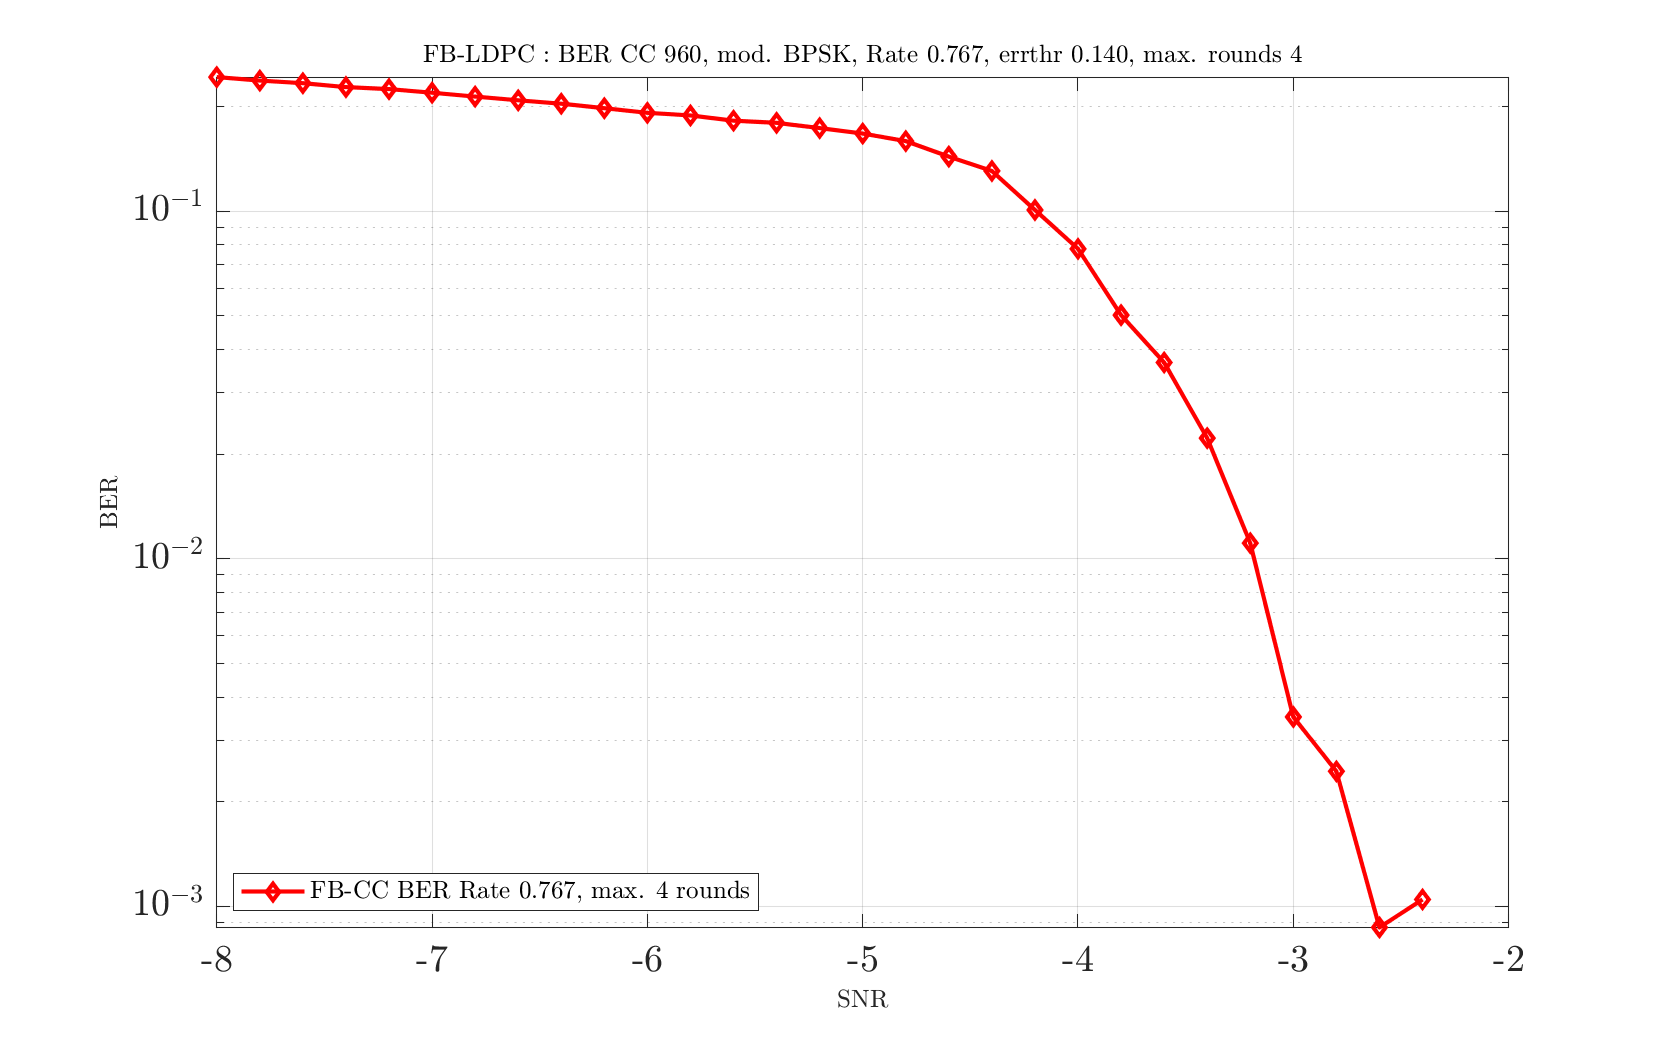 FB-LDPC : BER CC 960, mod. BPSK, Rate 0.767, errthr 0.140, max. rounds 4
10⁻¹
10⁻²
10⁻³
BER
FB-CC BER Rate 0.767, max. 4 rounds
-8 -7 -6 -5 -4 -3 -2
SNR